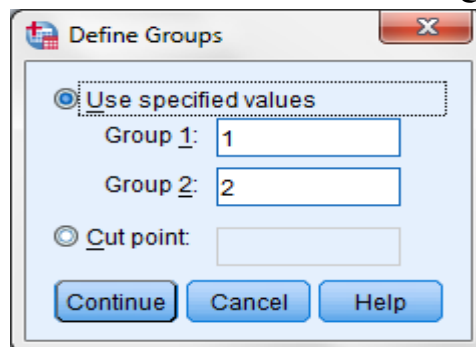 Define Groups
Use specified values
Group 1: 1
Group 2: 2
Cut point:
Continue Cancel Help